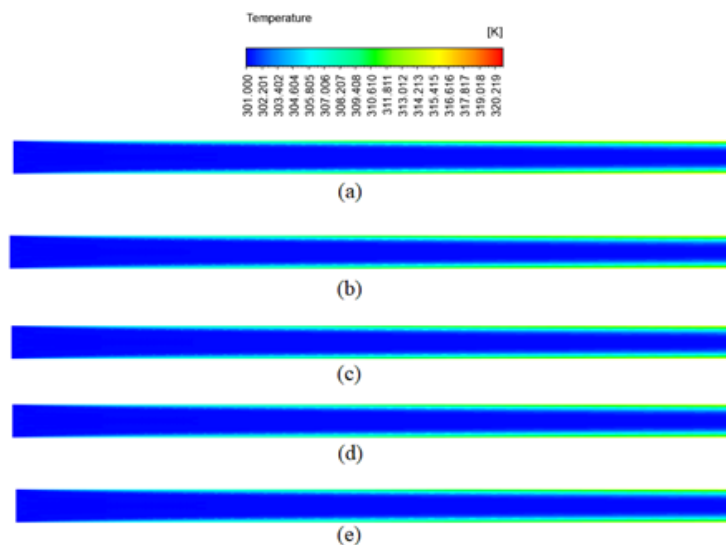 Temperature
[K]
301.000
302.201
303.402
304.604
305.805
307.006
308.207
309.408
310.610
311.811
313.012
314.213
315.415
316.616
317.817
319.018
320.219
(a)
(b)
(c)
(d)
(e)